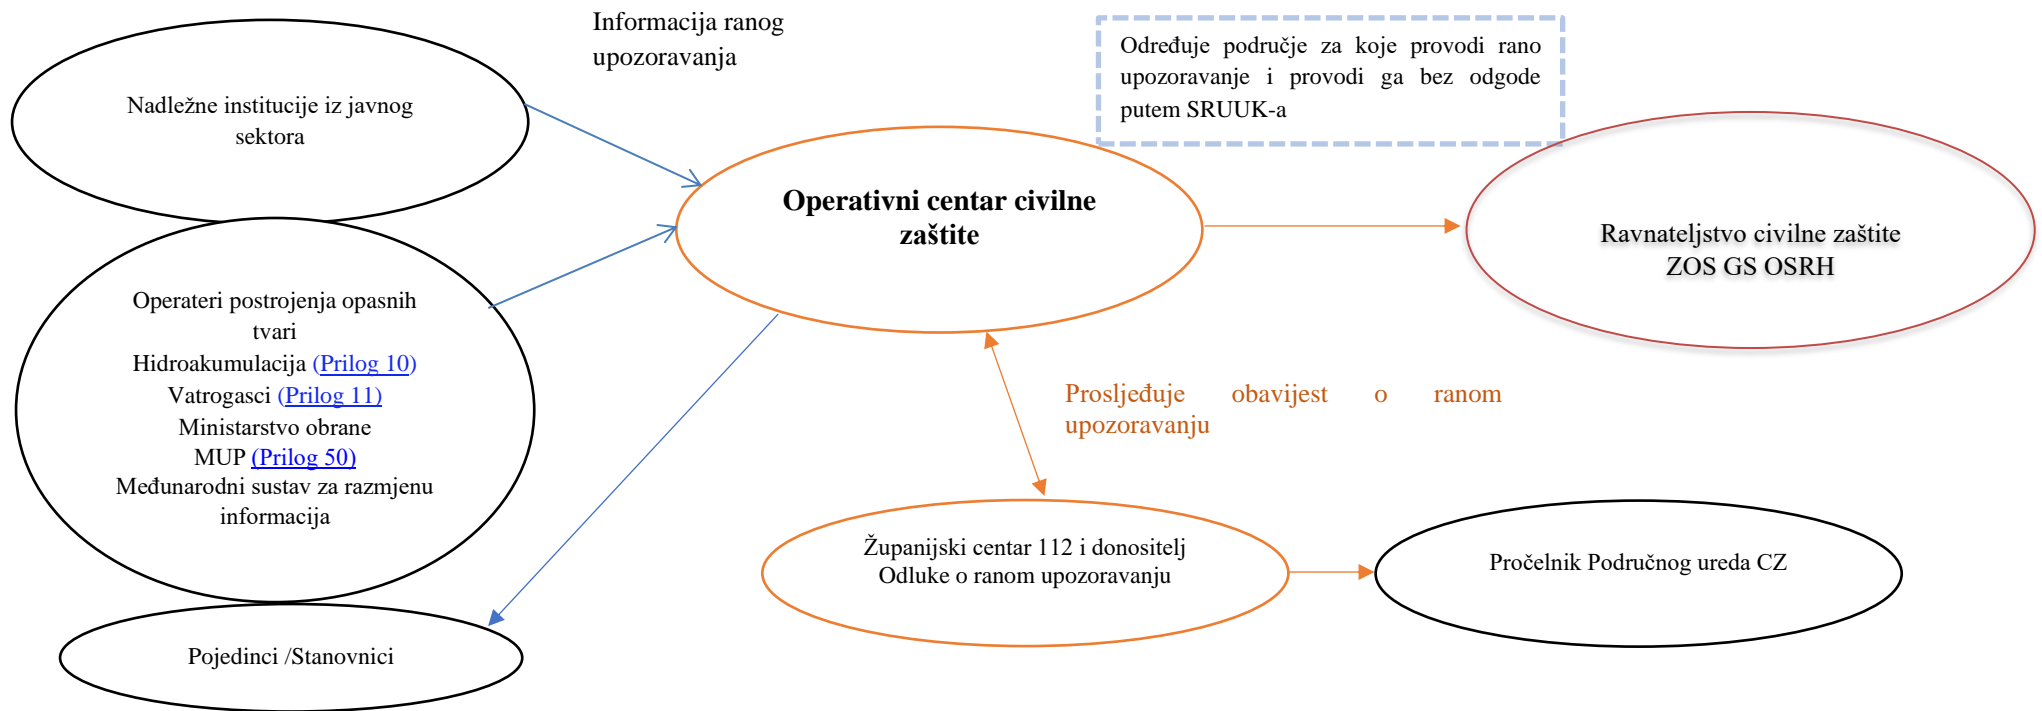 Informacija ranog
upozoravanja
Određuje područje za koje provodi rano
upozoravanje i provodi ga bez odgode
putem SRUUK-a
Nadležne institucije iz javnog
sektora
Operativni centar civilne
zaštite
Ravnateljstvo civilne zaštite
ZOS GS OSRH
Operateri postrojenja opasnih
tvari
Hidroakumulacija (Prilog 10)
Vatrogasci (Prilog 11)
Ministarstvo obrane
MUP (Prilog 50)
Međunarodni sustav za razmjenu
informacija
Prosljeđuje obavijest o ranom
upozoravanju
Županijski centar 112 i donositelj
Odluke o ranom upozoravanju
Pročelnik Područnog ureda CZ
Pojedinci /Stanovnici